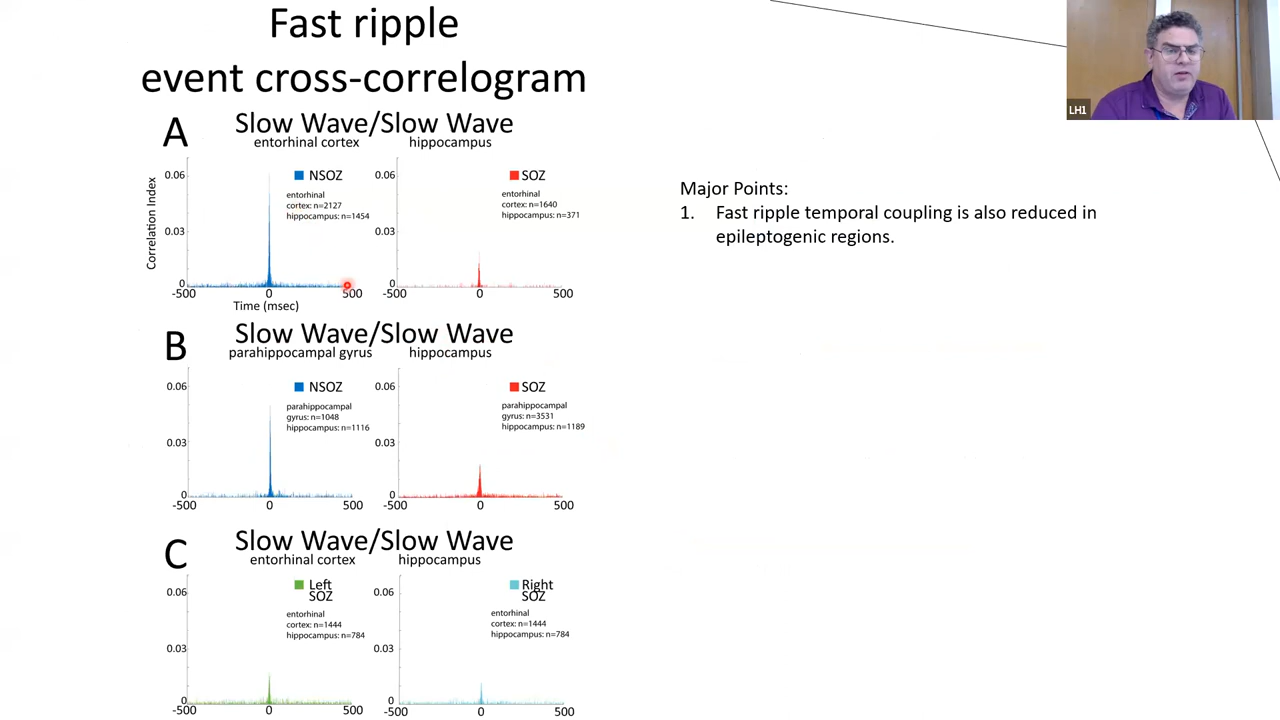 Fast ripple
event cross-correlogram
LH1
A
Slow Wave/Slow Wave
entorhinal cortex
hippocampus
Correlation Index
0.06
0.03
0
-500
0
500
Time (msec)
NSOZ
entorhinal
cortex: n=2127
hippocampus: n=1454
0.06
0.03
0
-500
0
500
SOZ
entorhinal
cortex: n=1640
hippocampus: n=371
Major Points:
1. Fast ripple temporal coupling is also reduced in
epileptogenic regions.
B
Slow Wave/Slow Wave
parahippocampal gyrus
hippocampus
0.06
0.03
0
-500
0
500
NSOZ
parahippocampal
gyrus: n=1048
hippocampus: n=1116
0.06
0.03
0
-500
0
500
SOZ
parahippocampal
gyrus: n=3531
hippocampus: n=1189
C
Slow Wave/Slow Wave
entorhinal cortex
hippocampus
0.06
0.03
0
-500
0
500
Left
SOZ
entorhinal
cortex: n=1444
hippocampus: n=784
0.06
0.03
0
-500
0
500
Right
SOZ
entorhinal
cortex: n=1444
hippocampus: n=784